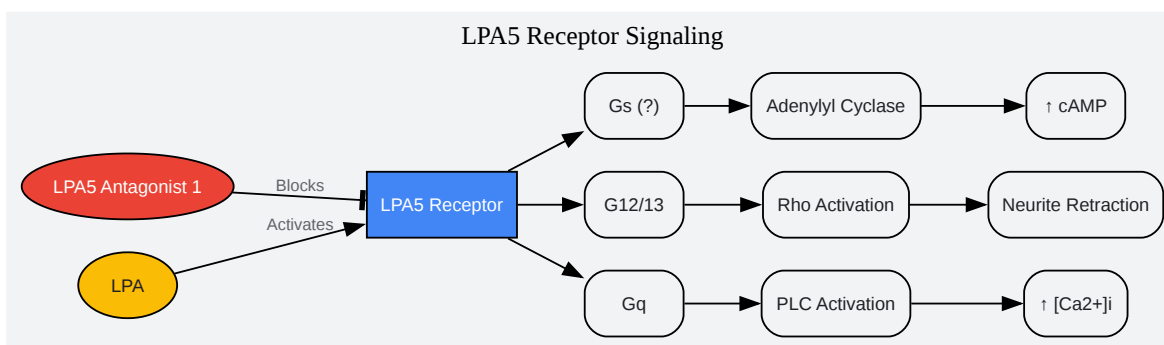 LPA5 Receptor Signaling
Gs (?)
Adenylyl Cyclase
↑ cAMP
LPA5 Antagonist 1
Blocks
LPA5 Receptor
G12/13
Rho Activation
Neurite Retraction
Activates
LPA
Gq
PLC Activation
↑ [Ca2+]i